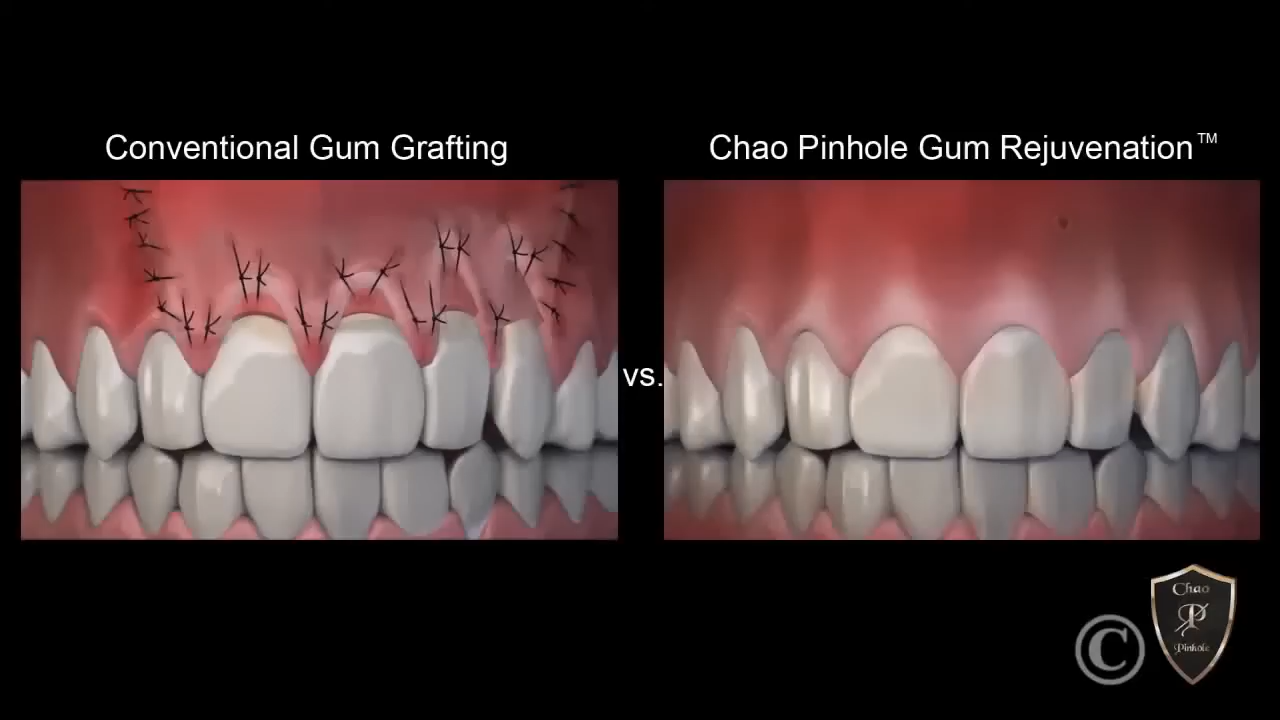 Conventional Gum Grafting
Chao Pinhole Gum Rejuvenation™
vs.
Chao
P
Pinhole
©